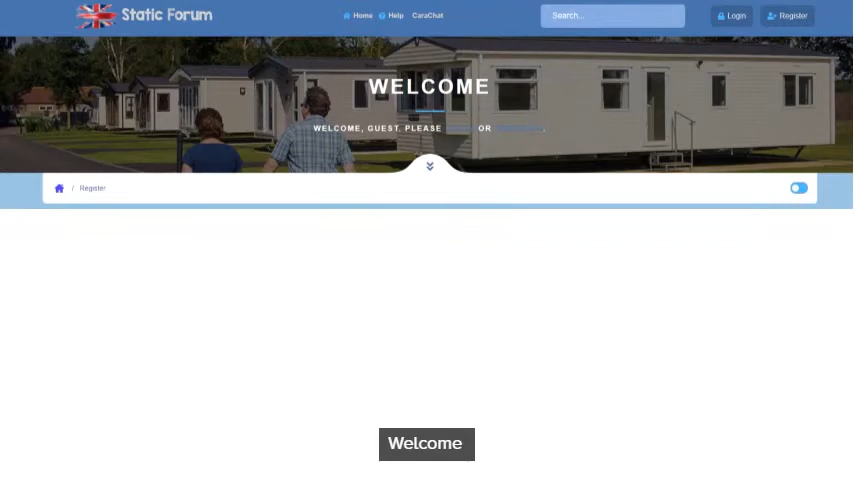 Static Forum
Home Help CaraChat
Search...
Login
Register
WELCOME
WELCOME, GUEST. PLEASE
OR
/ Register
Welcome